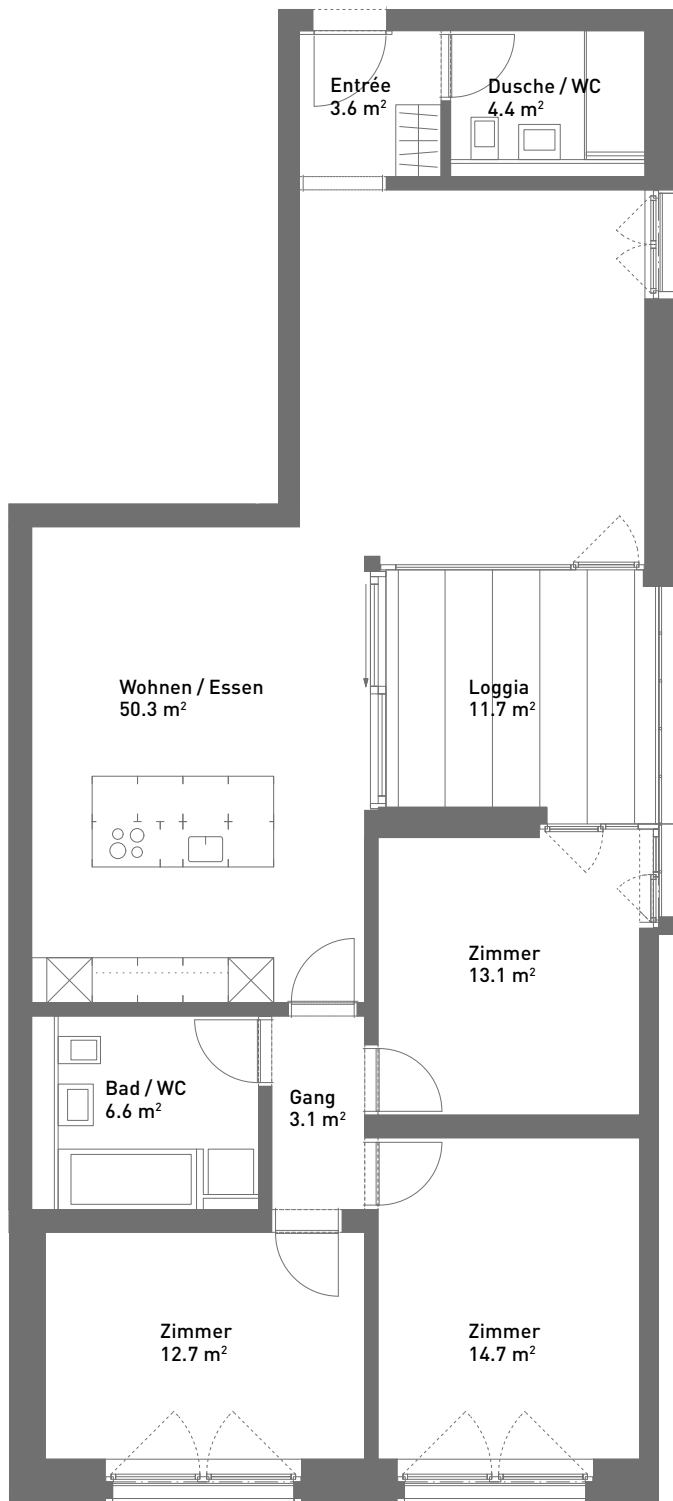 Entrée
3.6 m²
Dusche / WC
4.4 m²
Wohnen / Essen
50.3 m²
Loggia
11.7 m²
Zimmer
13.1 m²
Bad / WC
6.6 m²
Gang
3.1 m²
Zimmer
12.7 m²
Zimmer
14.7 m²